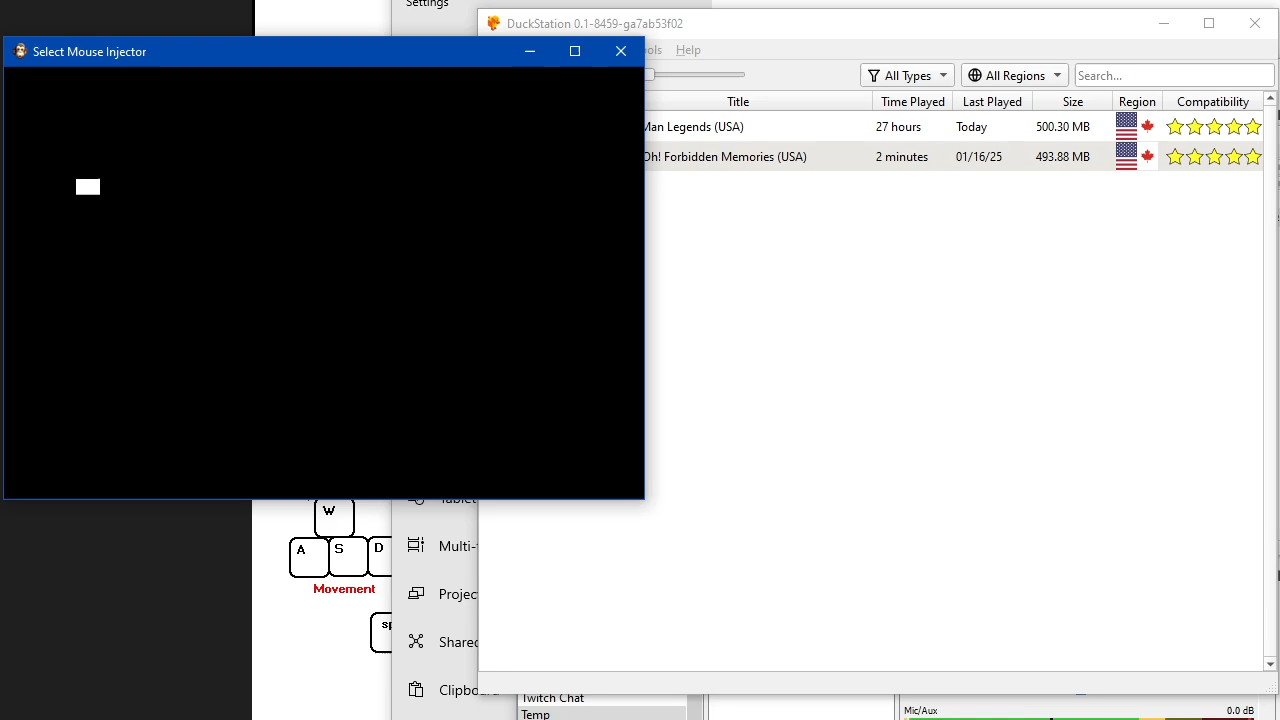 Settings
DuckStation 0.1-8459-ga7ab53f02
Select Mouse Injector
Help
All Types
All Regions
Search...
Title
Time Played
Last Played
Size
Region
Compatibility
Man Legends (USA)
27 hours
Today
500.30 MB
Oh! Forbidden Memories (USA)
2 minutes
01/16/25
493.88 MB
W
A
S
D
Multi-
Movement
Projec
sp
Shared
Clipboard
Twitch Chat
Temp
Mic/Aux
0.0 dB